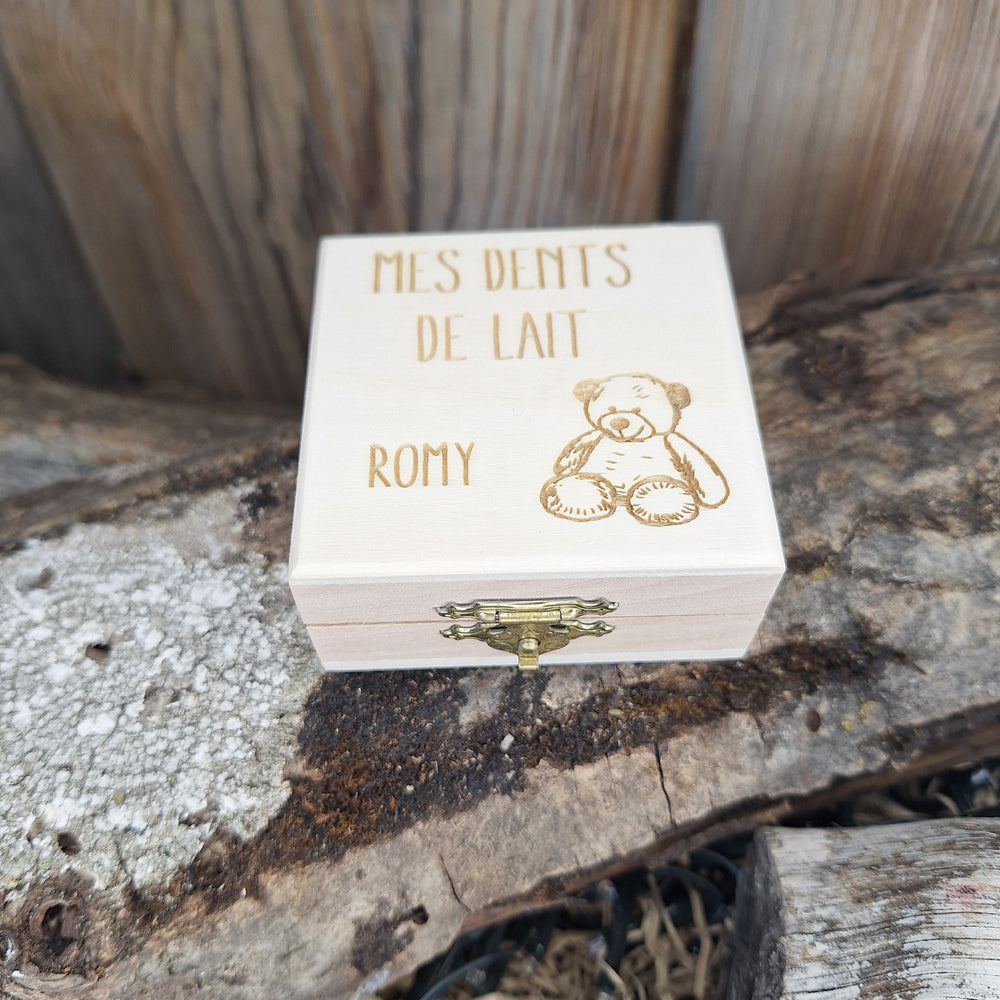 MES DENTS
DE LAIT
ROMY